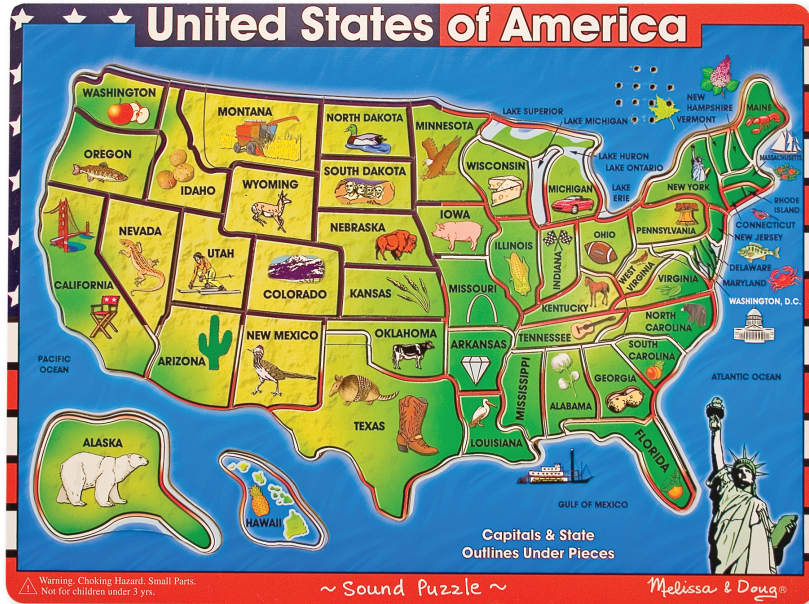 United States of America
WASHINGTON
MONTANA
NORTH DAKOTA
MINNESOTA
LAKE SUPERIOR
LAKE MICHIGAN
NEW
HAMPSHIRE
VERMONT
MAINE
OREGON
IDAHO
WYOMING
SOUTH DAKOTA
WISCONSIN
MICHIGAN
LAKE HURON
LAKE ONTARIO
LAKE
ERIE
NEW YORK
MASSACHUSETTS
RHODE
ISLAND
CONNECTICUT
NEW JERSEY
DELAWARE
MARYLAND
WASHINGTON, D.C.
NEVADA
UTAH
COLORADO
NEBRASKA
IOWA
ILLINOIS
INDIANA
OHIO
PENNSYLVANIA
WEST
VIRGINIA
VIRGINIA
CALIFORNIA
KANSAS
MISSOURI
KENTUCKY
NORTH
CAROLINA
TENNESSEE
SOUTH
CAROLINA
ARIZONA
NEW MEXICO
OKLAHOMA
ARKANSAS
MISSISSIPPI
ALABAMA
GEORGIA
PACIFIC
OCEAN
ATLANTIC OCEAN
TEXAS
LOUISIANA
FLORIDA
ALASKA
HAWAII
GULF OF MEXICO
Capitals & State
Outlines Under Pieces
Warning. Choking Hazard. Small Parts.
Not for children under 3 yrs.
~ Sound Puzzle ~
Melissa & Doug®